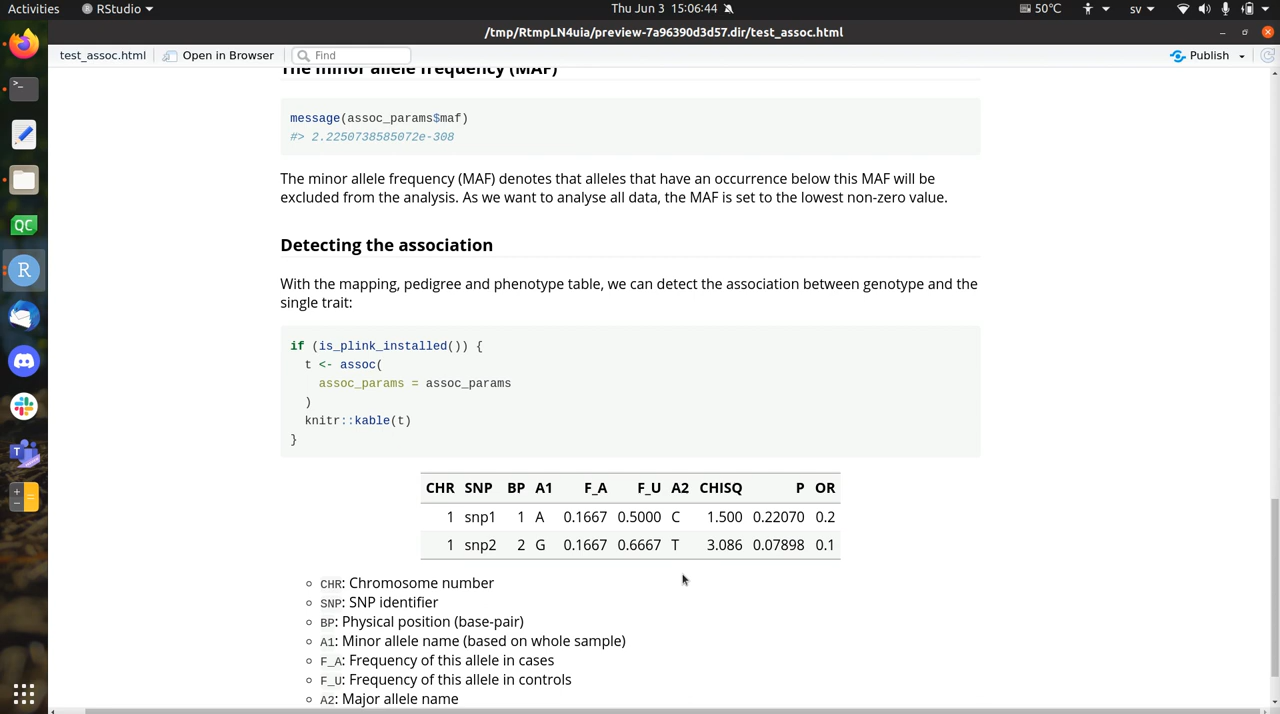 Activities RStudio Thu Jun 3 15:06:44 50°C sv
/tmp/RtmpLN4uia/preview-7a96390d3d57.dir/test_assoc.html
test_assoc.html Open in Browser Find Publish
The minor allele frequency (MAF)
message(assoc_params$maf)
#> 2.2250738585072e-308
The minor allele frequency (MAF) denotes that alleles that have an occurrence below this MAF will be
excluded from the analysis. As we want to analyse all data, the MAF is set to the lowest non-zero value.
Detecting the association
With the mapping, pedigree and phenotype table, we can detect the association between genotype and the
single trait:
if (is_plink_installed()) {
  t <- assoc(
    assoc_params = assoc_params
  )
  knitr::kable(t)
}
CHR SNP BP A1 F_A F_U A2 CHISQ P OR
1 snp1 1 A 0.1667 0.5000 C 1.500 0.22070 0.2
1 snp2 2 G 0.1667 0.6667 T 3.086 0.07898 0.1
CHR: Chromosome number
SNP: SNP identifier
BP: Physical position (base-pair)
A1: Minor allele name (based on whole sample)
F_A: Frequency of this allele in cases
F_U: Frequency of this allele in controls
A2: Major allele name
QC
R
T